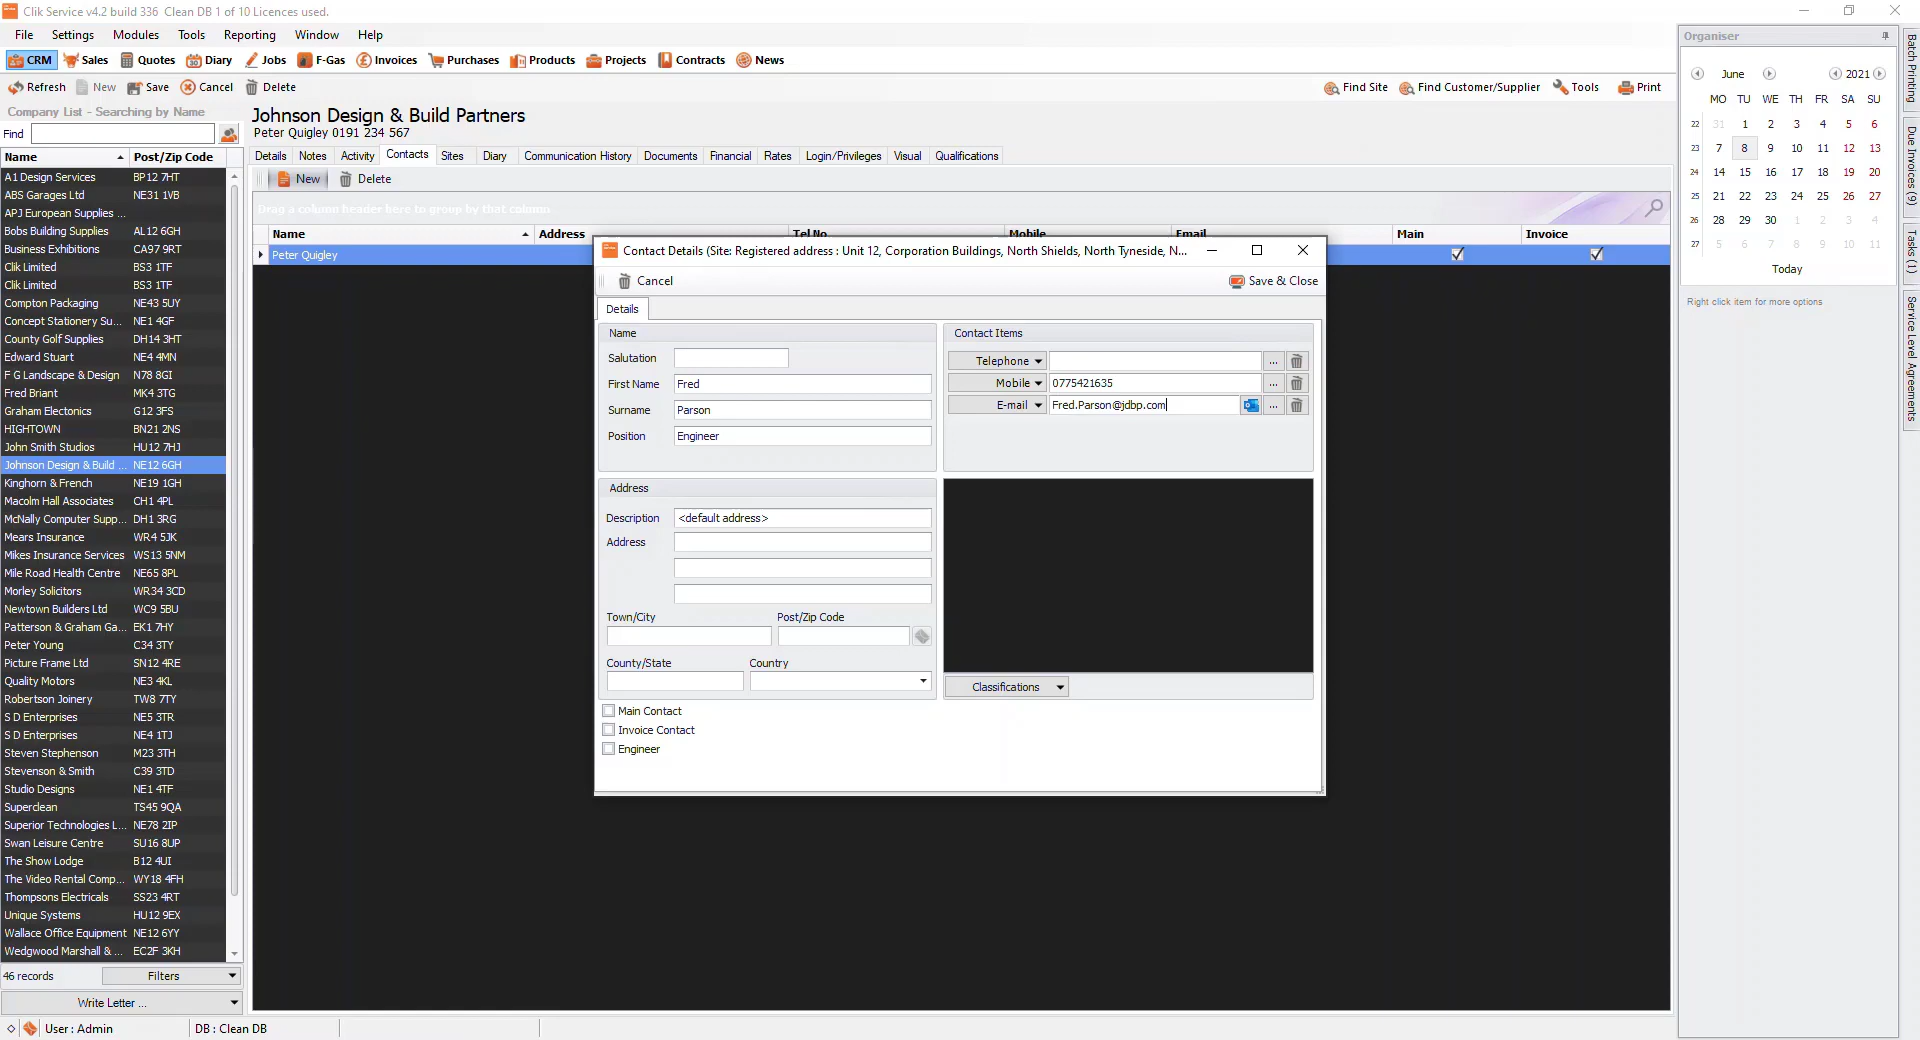 Clik Service v4.2 build 336  Clean DB 1 of 10 Licences used.
File Settings Modules Tools Reporting Window Help
CRM Sales Quotes Diary Jobs F-Gas Invoices Purchases Products Projects Contracts News
Refresh New Save Cancel Delete Find Site Find Customer/Supplier Tools Print
Company List - Searching by Name
Find
Name Post/Zip Code
A1 Design Services BP12 7HT
ABS Garages Ltd NE31 1VB
APJ European Supplies ...
Bobs Building Supplies AL12 6GH
Business Exhibitions CA97 9RT
Clik Limited BS3 1TF
Clik Limited BS3 1TF
Compton Packaging NE43 5UY
Concept Stationery Su... NE1 4GF
County Golf Supplies DH14 3HT
Edward Stuart NE4 4MN
F G Landscape & Design N78 8GI
Fred Briant MK4 3TG
Graham Electonics G12 3FS
HIGHTOWN BN21 2NS
John Smith Studios HU12 7HJ
Johnson Design & Build ... NE12 6GH
Kinghorn & French NE19 1GH
Macolm Hall Associates CH1 4PL
McNally Computer Supp... DH1 3RG
Mears Insurance WR4 5JK
Mikes Insurance Services WS13 5NM
Mile Road Health Centre NE65 8PL
Morley Solicitors WR34 3CD
Newtown Builders Ltd WC9 5BU
Patterson & Graham Ga... EK1 7HY
Peter Young C34 3TY
Picture Frame Ltd SN12 4RE
Quality Motors NE3 4KL
Robertson Joinery TW8 7TY
S D Enterprises NE5 3TR
S D Enterprises NE4 1TJ
Steven Stephenson M23 3TH
Stevenson & Smith C39 3TD
Studio Designs NE1 4TF
Superclean TS45 9QA
Superior Technologies L... NE78 2IP
Swan Leisure Centre SU16 8UP
The Show Lodge B12 4UI
The Video Rental Comp... WY18 4FH
Thompsons Electricals SS23 4RT
Unique Systems HU12 9EX
Wallace Office Equipment NE12 6YY
Wedgwood Marshall & ... EC2F 3KH
46 records Filters
Write Letter ...
User : Admin DB : Clean DB
Johnson Design & Build Partners
Peter Quigley 0191 234 567
Details Notes Activity Contacts Sites Diary Communication History Documents Financial Rates Login/Privileges Visual Qualifications
New Delete
Drag a column header here to group by that column
Name Address Tel No Mobile Email Main Invoice
Peter Quigley
Contact Details (Site: Registered address : Unit 12, Corporation Buildings, North Shields, North Tyneside, N...
Cancel Save & Close
Details
Name
Salutation
First Name Fred
Surname Parson
Position Engineer
Contact Items
Telephone ...
Mobile 0775421635 ...
E-mail Fred.Parson@jdbp.com ...
Address
Description <default address>
Address
Town/City Post/Zip Code
County/State Country
Classifications
Main Contact
Invoice Contact
Engineer
Organiser
June 2021
MO TU WE TH FR SA SU
22 31 1 2 3 4 5 6
23 7 8 9 10 11 12 13
24 14 15 16 17 18 19 20
25 21 22 23 24 25 26 27
26 28 29 30 1 2 3 4
27 5 6 7 8 9 10 11
Today
Right click item for more options
Batch Printing
Due Invoices (9)
Tasks (1)
Service Level Agreements